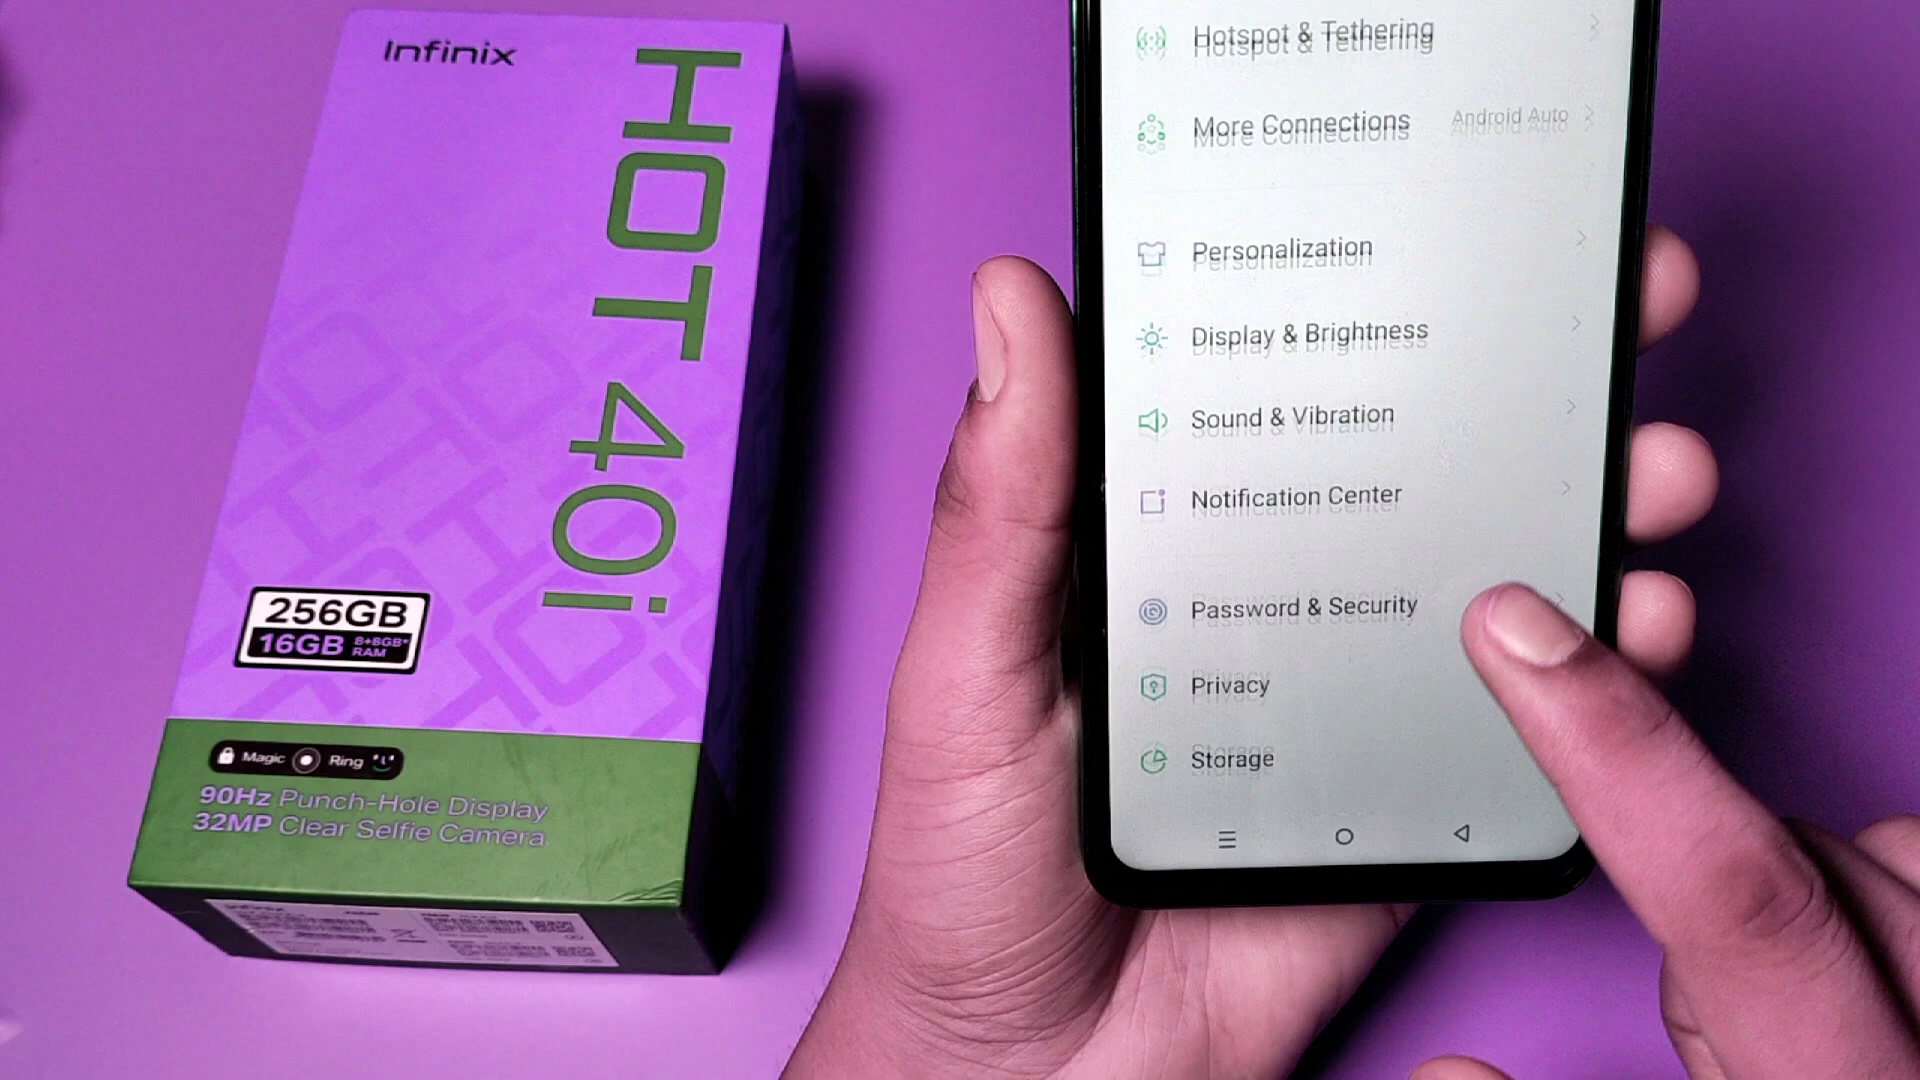 Infinix
HOT 40i
256GB
16GB 8+8GB*
RAM
Magic Ring
90Hz Punch-Hole Display
32MP Clear Selfie Camera
Hotspot & Tethering
More Connections Android Auto
Personalization
Display & Brightness
Sound & Vibration
Notification Center
Password & Security
Privacy
Storage